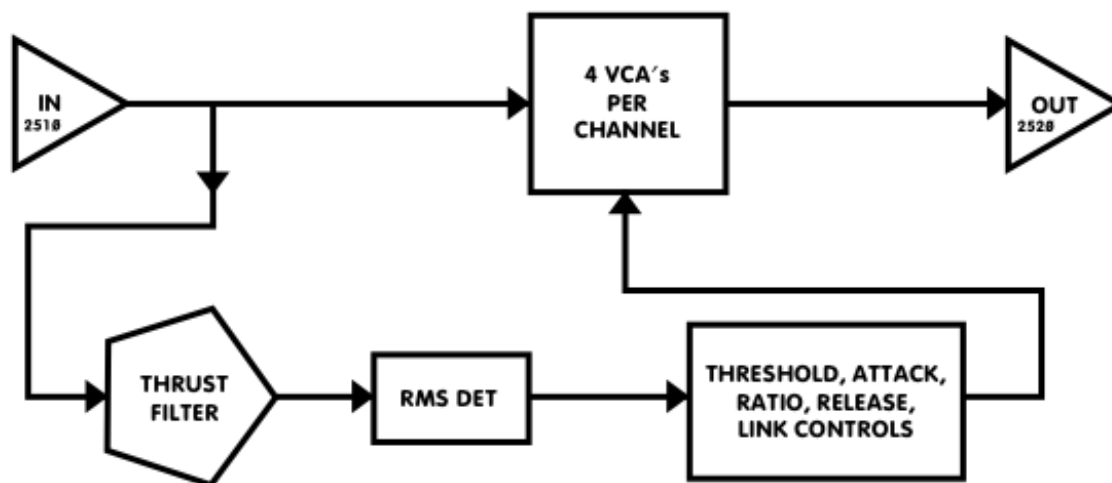 IN
2510
4 VCA's
PER
CHANNEL
OUT
2520
THRUST
FILTER
RMS DET
THRESHOLD, ATTACK,
RATIO, RELEASE,
LINK CONTROLS